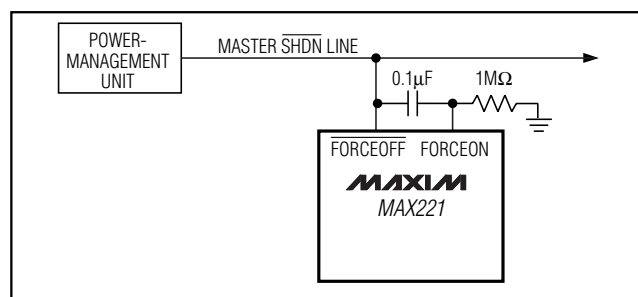 POWER-
MANAGEMENT
UNIT
MASTER SHDN LINE
0.1μF
1MΩ
FORCEOFF FORCEON
MAXIM
MAX221